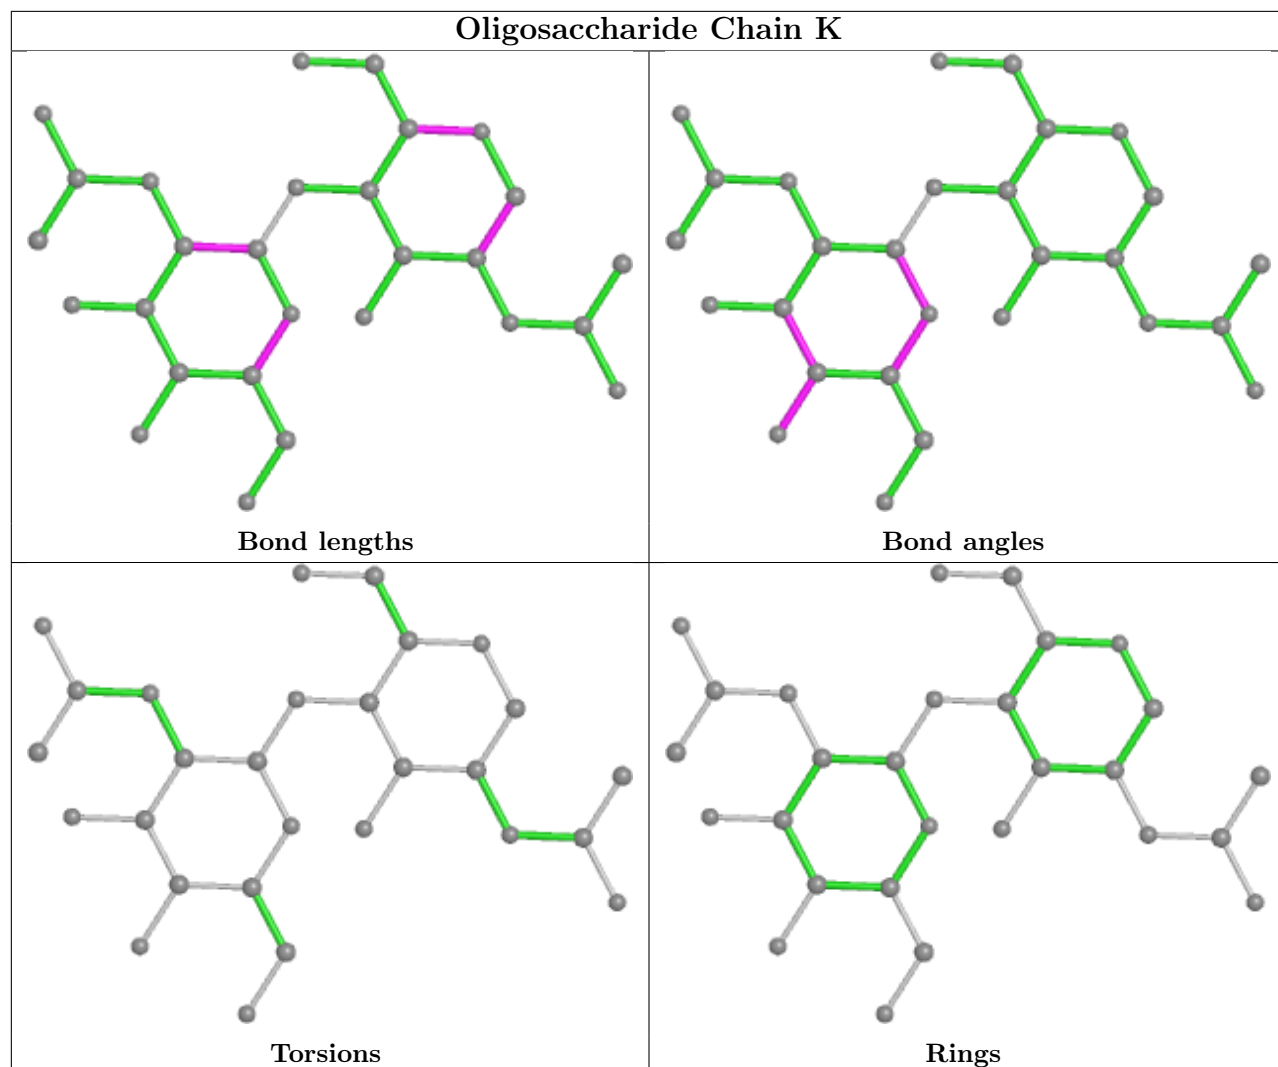 Oligosaccharide Chain K
Bond lengths
Bond angles
Torsions
Rings